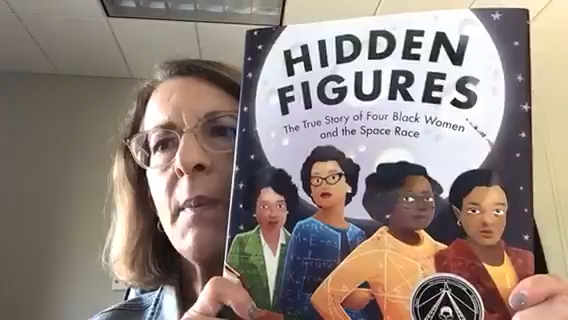 HIDDEN
FIGURES
The True Story of Four Black Women
and the Space Race